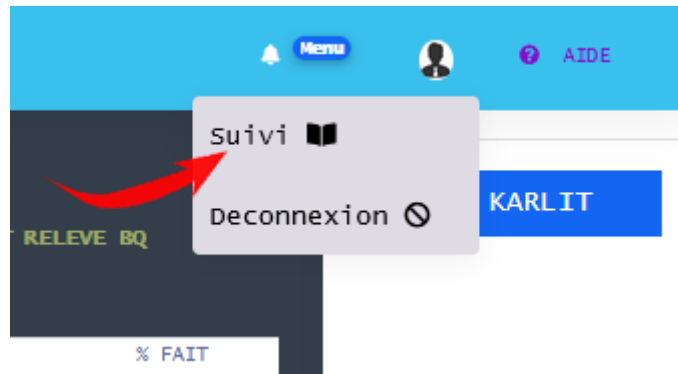 Menu
AIDE
Suivi
Deconnexion
KARLIT
RELEVE BQ
% FAIT